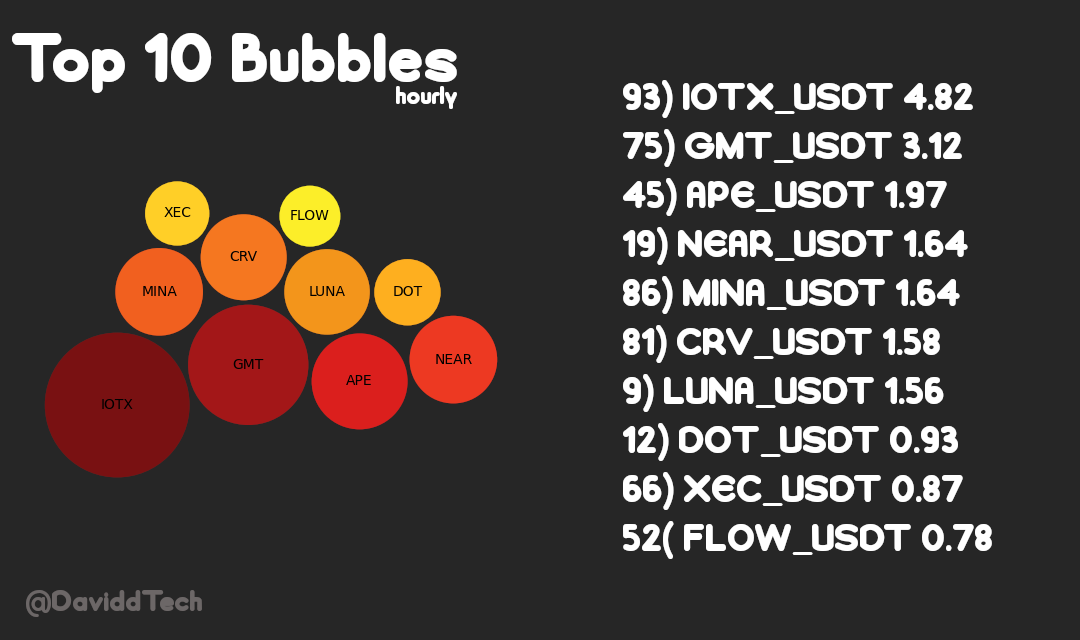 Top 10 Bubbles
hourly
XEC
FLOW
CRV
MINA
LUNA
DOT
GMT
NEAR
APE
IOTX
93) IOTX_USDT 4.82
75) GMT_USDT 3.12
45) APE_USDT 1.97
19) NEAR_USDT 1.64
86) MINA_USDT 1.64
81) CRV_USDT 1.58
9) LUNA_USDT 1.56
12) DOT_USDT 0.93
66) XEC_USDT 0.87
52( FLOW_USDT 0.78
@DaviddTech